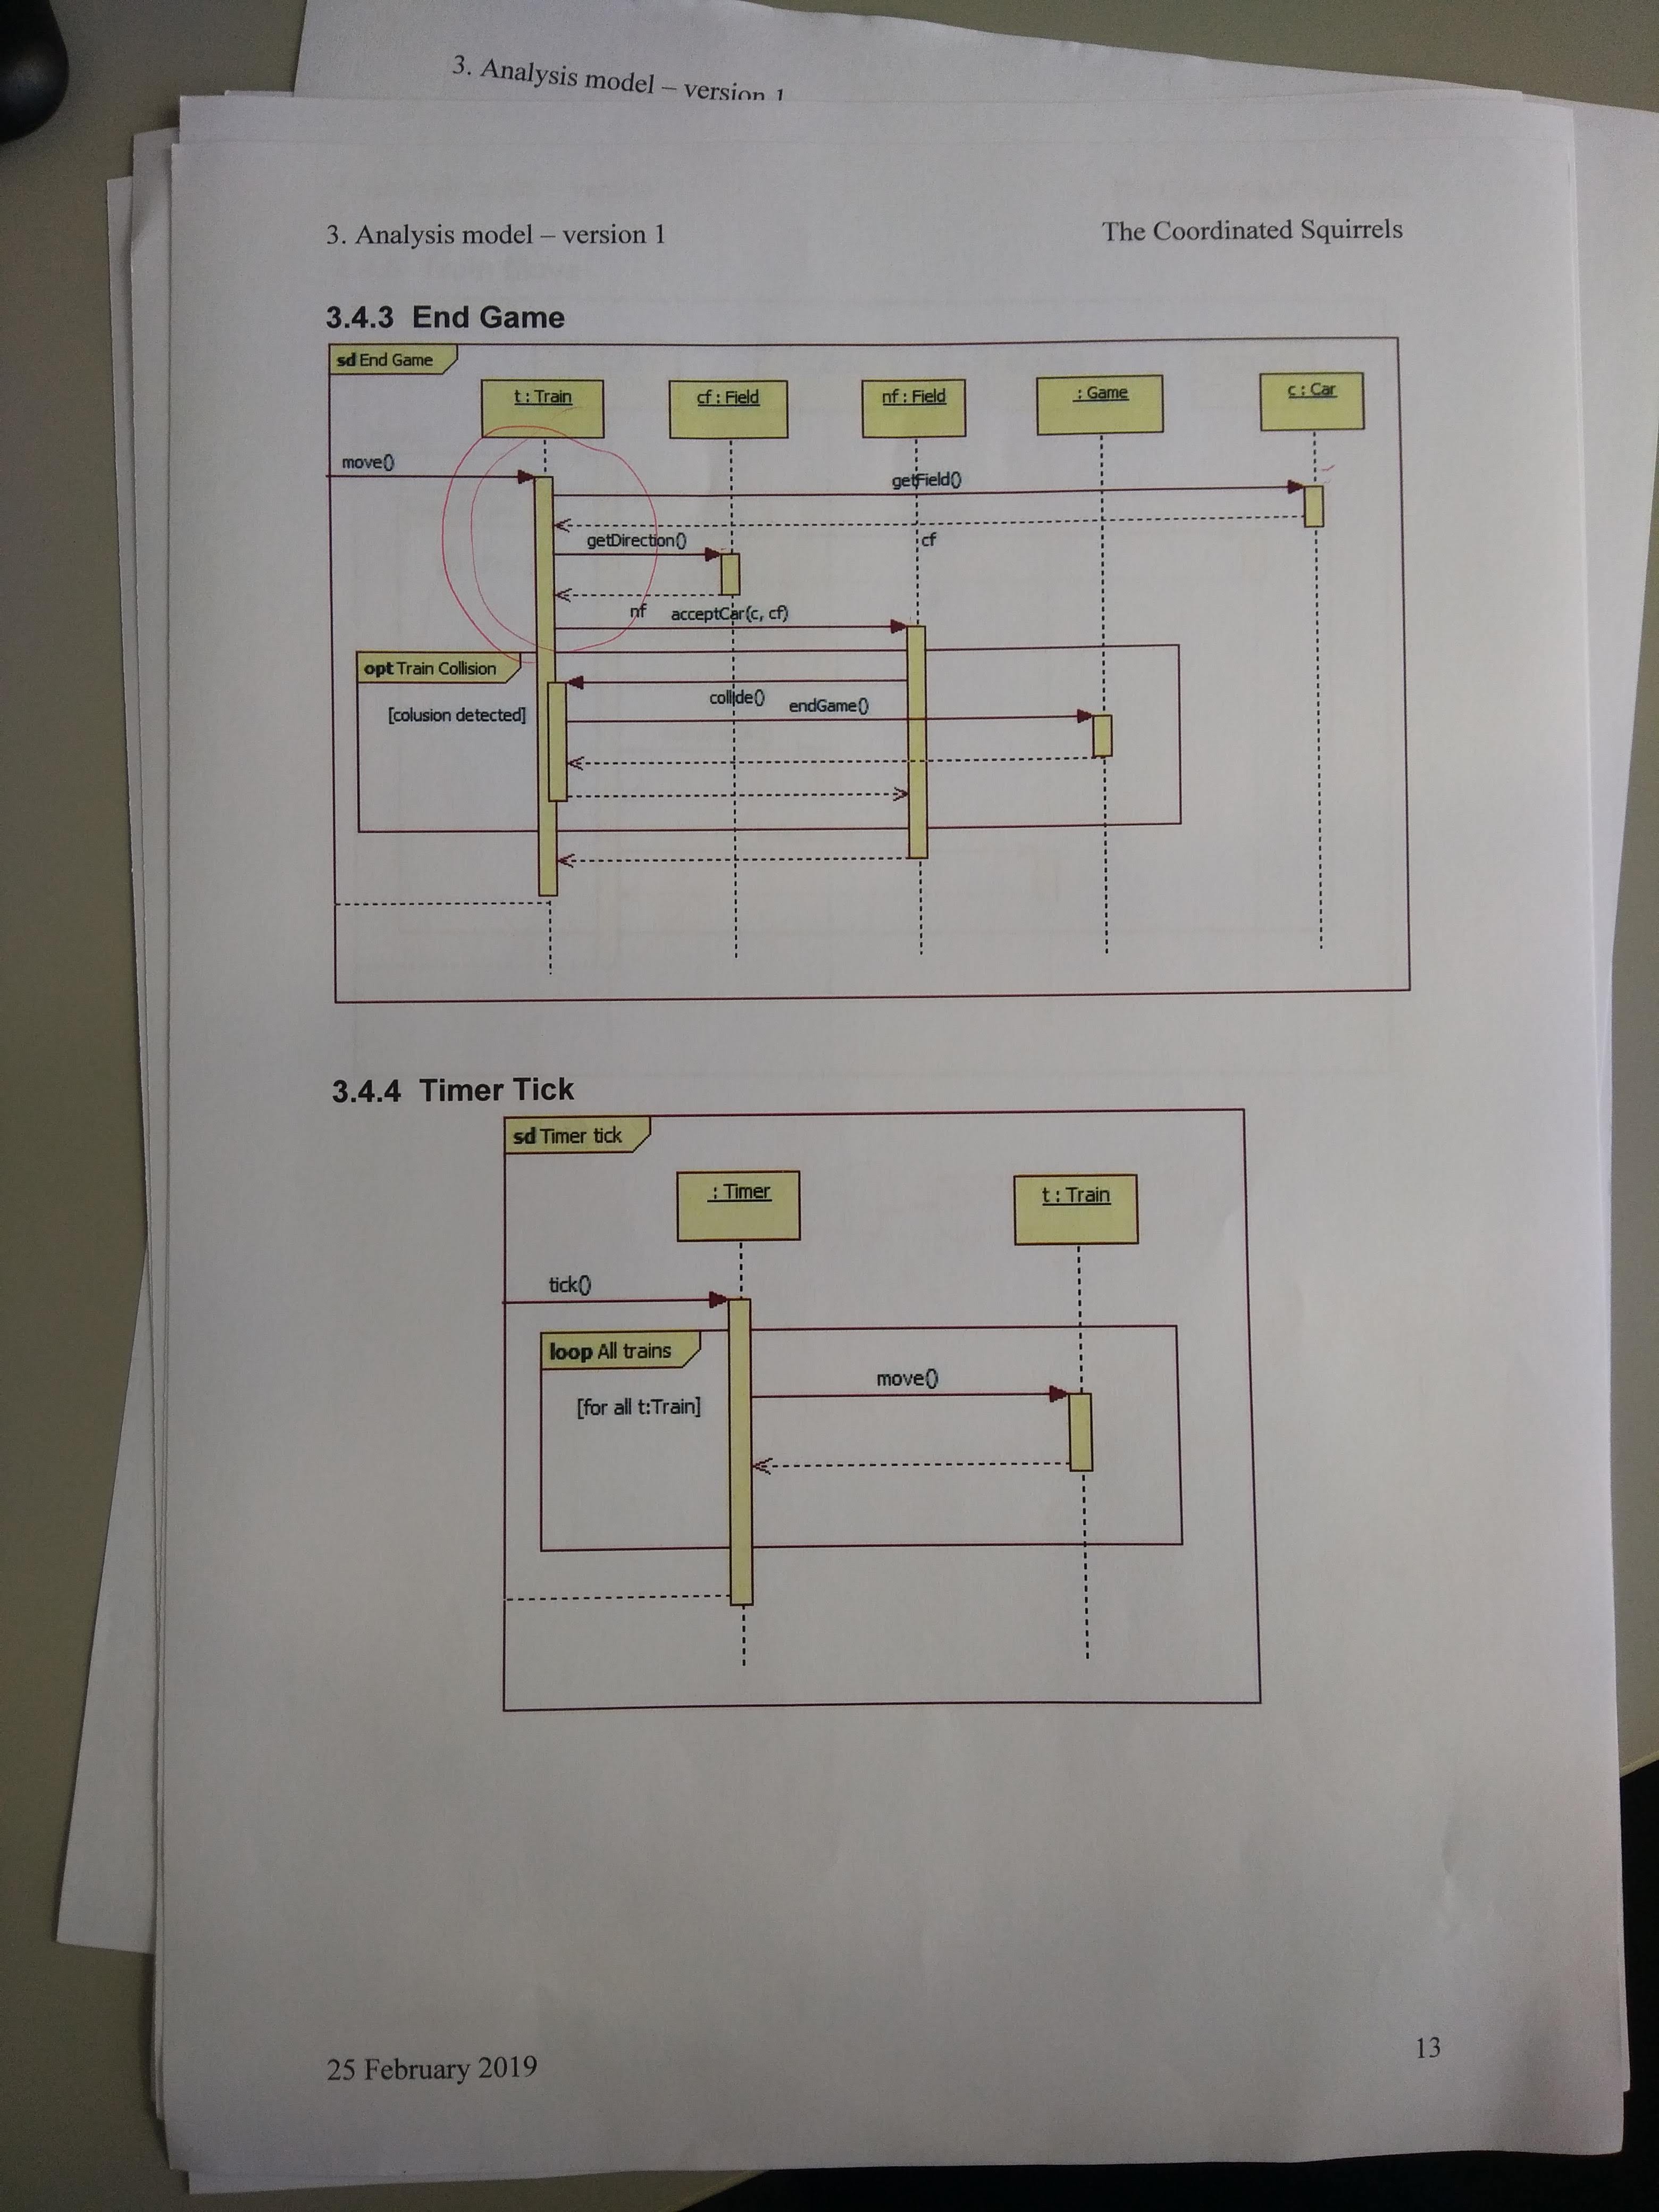 3. Analysis model – version 1
3. Analysis model – version 1
The Coordinated Squirrels
3.4.3 End Game
sd End Game
t : Train
cf : Field
nf : Field
: Game
c : Car
move()
getField()
cf
getDirection()
nf
acceptCar(c, cf)
opt Train Collision
[colusion detected]
collide()
endGame()
3.4.4 Timer Tick
sd Timer tick
: Timer
t : Train
tick()
loop All trains
[for all t:Train]
move()
25 February 2019
13